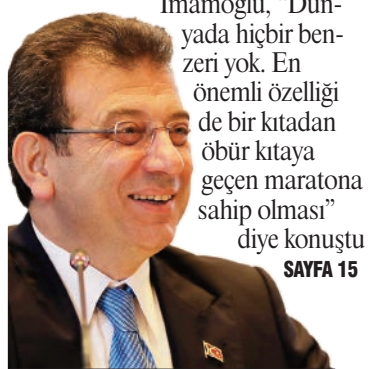 İmamoğlu, "Dün-
yada hiçbir ben-
zeri yok. En
önemli özelliği
de bir kıtadan
öbür kıtaya
geçen maratona
sahip olması”
diye konuştu
SAYFA 15